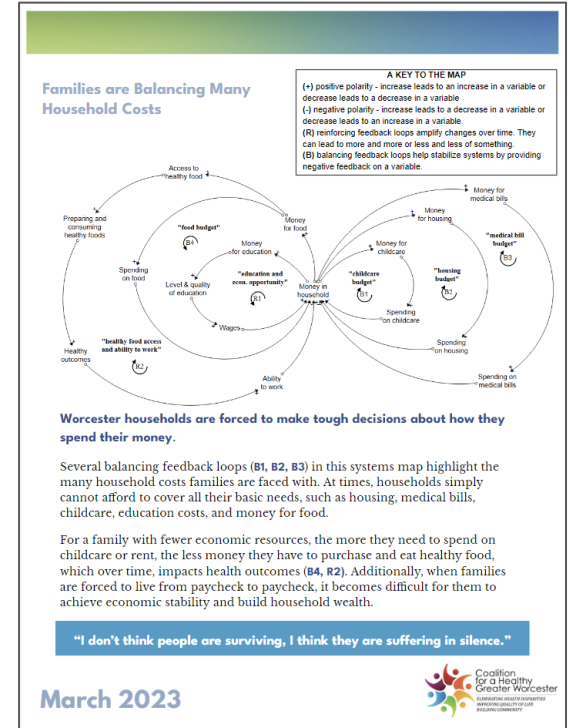 Families are Balancing Many
Household Costs
A KEY TO THE MAP
(+) positive polarity - increase leads to an increase in a variable or
decrease leads to a decrease in a variable
(-) negative polarity - increase leads to a decrease in a variable or
decrease leads to an increase in a variable.
(R) reinforcing feedback loops amplify changes over time. They
can lead to more and more or less and less of something.
(B) balancing feedback loops help stabilize systems by providing
negative feedback on a variable.
Access to
healthy food
Preparing and
consuming
healthy foods
"food budget"
B4
Money
for food
Money
for education
Spending
on food
Level & quality
of education
"education and
econ. opportunity"
R1
Wages
Money in
household
Healthy
outcomes
"healthy food access
and ability to work"
R2
Ability
to work
Money for
medical bills
Money
for housing
Money for
childcare
"medical bill
budget"
B3
"childcare
budget"
B1
"housing
budget"
B2
Spending
on childcare
Spending
on housing
Spending on
medical bills
Worcester households are forced to make tough decisions about how they
spend their money.
Several balancing feedback loops (B1, B2, B3) in this systems map highlight the
many household costs families are faced with. At times, households simply
cannot afford to cover all their basic needs, such as housing, medical bills,
childcare, education costs, and money for food.
For a family with fewer economic resources, the more they need to spend on
childcare or rent, the less money they have to purchase and eat healthy food,
which over time, impacts health outcomes (B4, R2). Additionally, when families
are forced to live from paycheck to paycheck, it becomes difficult for them to
achieve economic stability and build household wealth.
“I don’t think people are surviving, I think they are suffering in silence.”
March 2023
Coalition
for a Healthy
Greater Worcester
ELIMINATING HEALTH DISPARITIES
IMPROVING QUALITY OF LIFE
BUILDING COMMUNITY